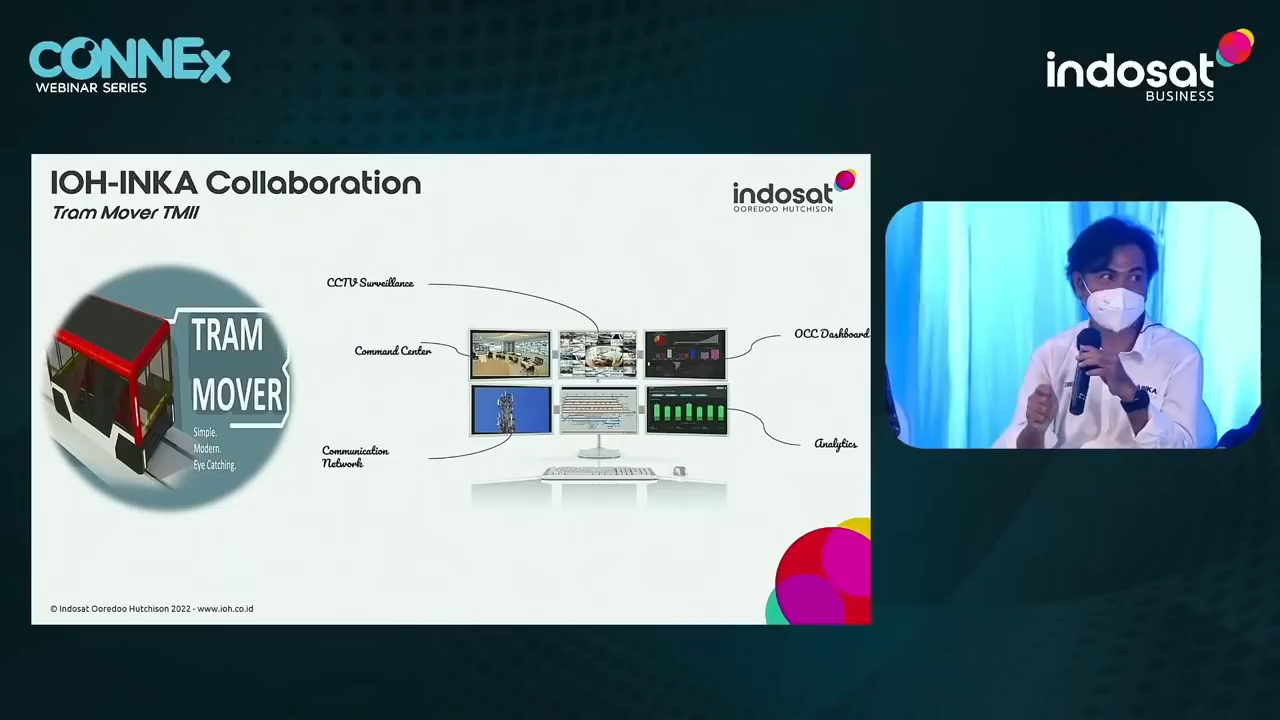 CONNEx
WEBINAR SERIES
indosat
BUSINESS
IOH-INKA Collaboration
Tram Mover TMII
indosat
OOREDOO HUTCHISON
TRAM
MOVER
Simple.
Modern.
Eye Catching.
CCTV Surveillance
Command Center
Communication
Network
OCC Dashboard
Analytics
INKA
© Indosat Ooredoo Hutchison 2022 - www.ioh.co.id